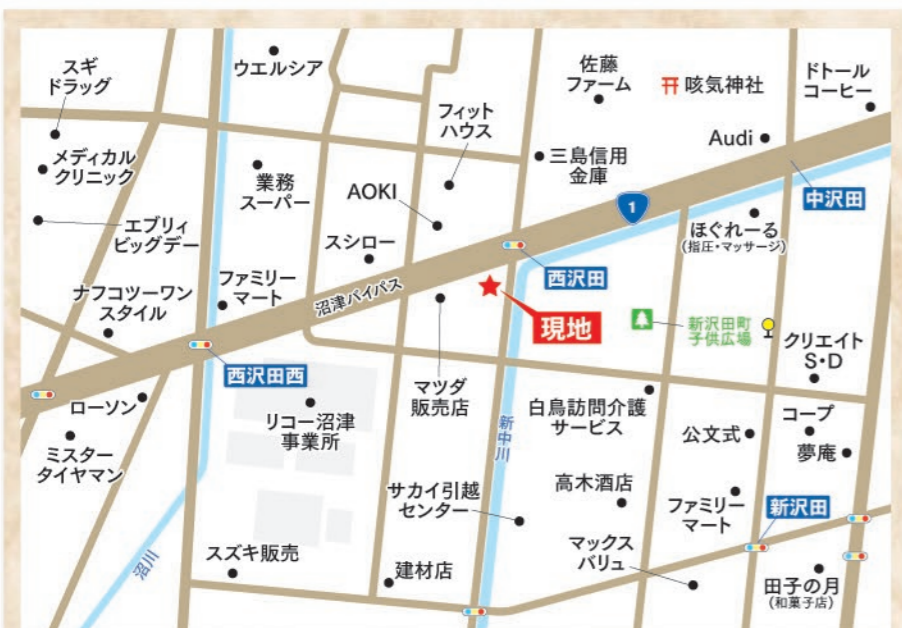 スギ
ドラッグ
ウエルシア
佐藤
ファーム
咳気神社
ドトール
コーヒー
フィット
ハウス
Audi
メディカル
クリニック
業務
スーパー
三島信用
金庫
AOKI
1
中沢田
エブリィ
ビッグデー
スシロー
ほぐれーる
(指圧・マッサージ)
西沢田
ナフコツーワン
スタイル
ファミリー
マート
沼津バイパス
現地
新沢田町
子供広場
クリエイト
S・D
西沢田西
マツダ
販売店
ローソン
リコー沼津
事業所
新中川
白鳥訪問介護
サービス
公文式
コープ
夢庵
ミスター
タイヤマン
サカイ引越
センター
高木酒店
ファミリー
マート
新沢田
沼川
スズキ販売
建材店
マックス
バリュ
田子の月
(和菓子店)